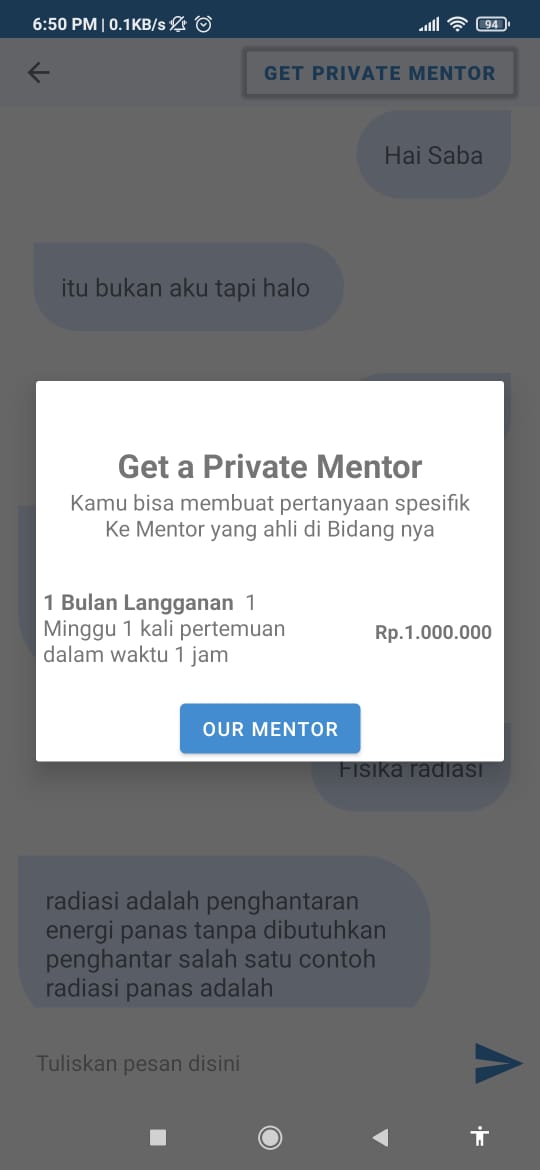 6:50 PM | 0.1KB/s
94
GET PRIVATE MENTOR
Hai Saba
itu bukan aku tapi halo
Get a Private Mentor
Kamu bisa membuat pertanyaan spesifik
Ke Mentor yang ahli di Bidang nya
1 Bulan Langganan 1
Minggu 1 kali pertemuan
dalam waktu 1 jam
Rp.1.000.000
OUR MENTOR
Fisika radiasi
radiasi adalah penghantaran
energi panas tanpa dibutuhkan
penghantar salah satu contoh
radiasi panas adalah
Tuliskan pesan disini